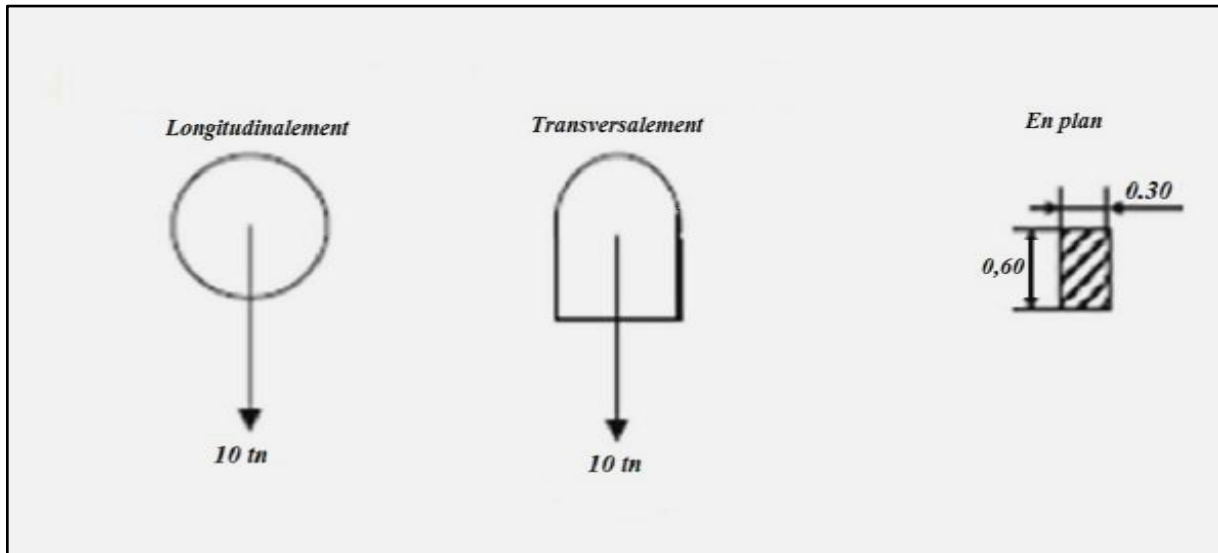 Longitudinalement
Transversalement
En plan
0.30
0,60
10 tn
10 tn